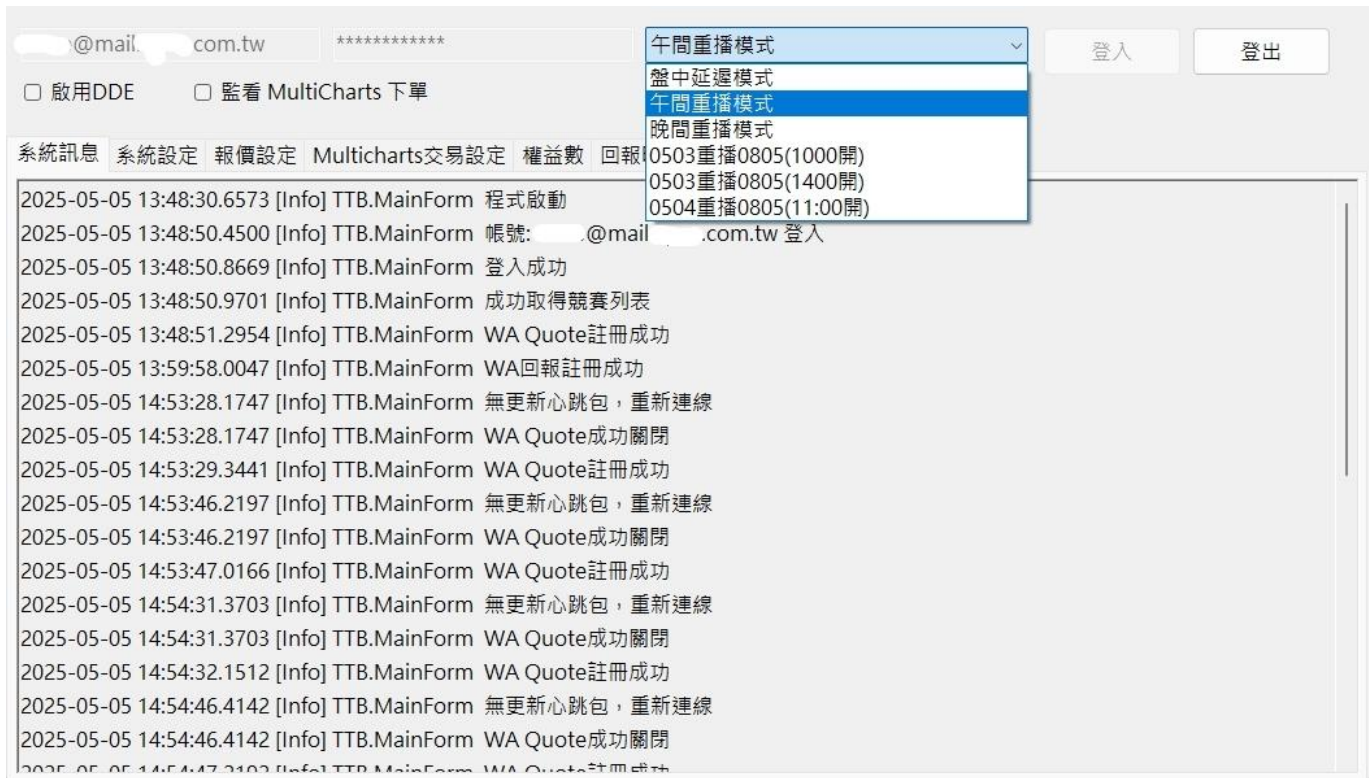 @mail. com.tw
************
午間重播模式
登入
登出
啟用DDE
監看 MultiCharts 下單
盤中延遲模式
午間重播模式
晚間重播模式
0503重播0805(1000開)
0503重播0805(1400開)
0504重播0805(11:00開)
系統訊息 系統設定 報價設定 Multicharts交易設定 權益數 回報
2025-05-05 13:48:30.6573 [Info] TTB.MainForm 程式啟動
2025-05-05 13:48:50.4500 [Info] TTB.MainForm 帳號: @mail .com.tw 登入
2025-05-05 13:48:50.8669 [Info] TTB.MainForm 登入成功
2025-05-05 13:48:50.9701 [Info] TTB.MainForm 成功取得競賽列表
2025-05-05 13:48:51.2954 [Info] TTB.MainForm WA Quote註冊成功
2025-05-05 13:59:58.0047 [Info] TTB.MainForm WA回報註冊成功
2025-05-05 14:53:28.1747 [Info] TTB.MainForm 無更新心跳包，重新連線
2025-05-05 14:53:28.1747 [Info] TTB.MainForm WA Quote成功關閉
2025-05-05 14:53:29.3441 [Info] TTB.MainForm WA Quote註冊成功
2025-05-05 14:53:46.2197 [Info] TTB.MainForm 無更新心跳包，重新連線
2025-05-05 14:53:46.2197 [Info] TTB.MainForm WA Quote成功關閉
2025-05-05 14:53:47.0166 [Info] TTB.MainForm WA Quote註冊成功
2025-05-05 14:54:31.3703 [Info] TTB.MainForm 無更新心跳包，重新連線
2025-05-05 14:54:31.3703 [Info] TTB.MainForm WA Quote成功關閉
2025-05-05 14:54:32.1512 [Info] TTB.MainForm WA Quote註冊成功
2025-05-05 14:54:46.4142 [Info] TTB.MainForm 無更新心跳包，重新連線
2025-05-05 14:54:46.4142 [Info] TTB.MainForm WA Quote成功關閉